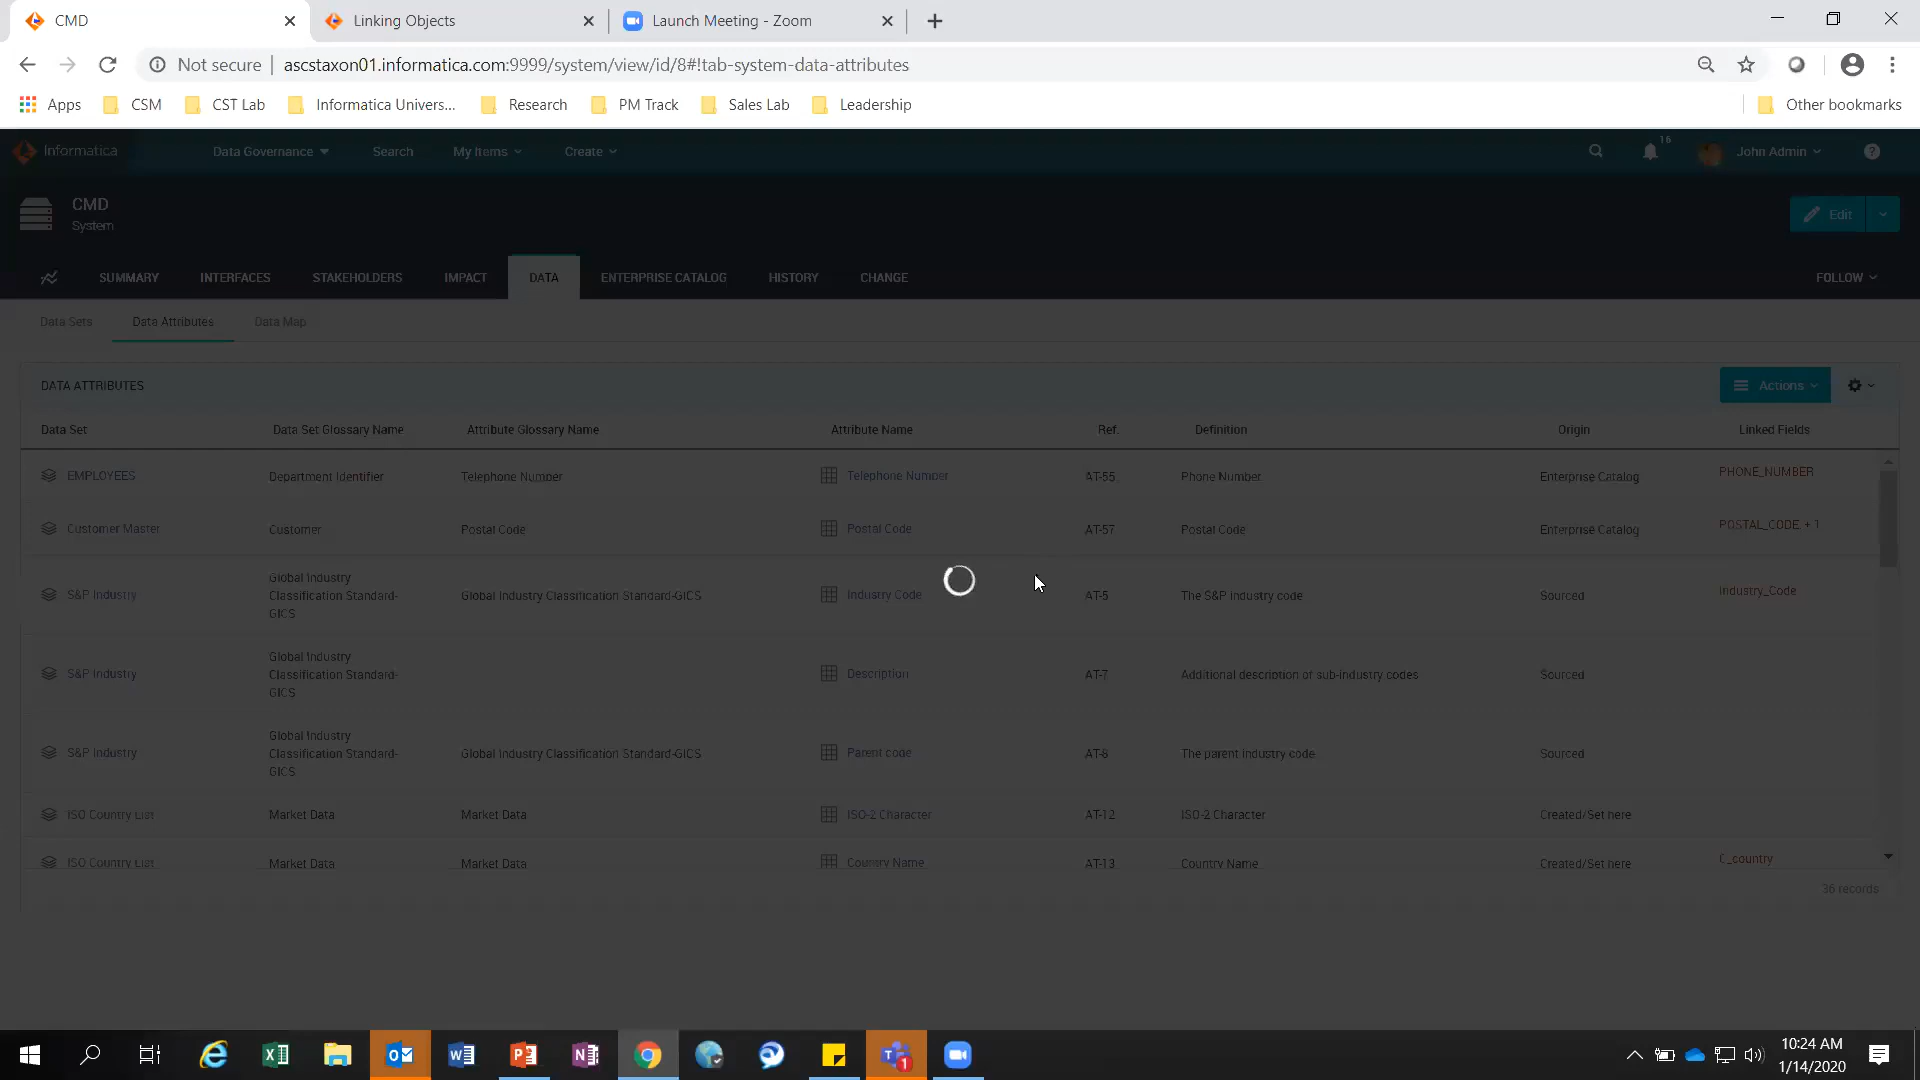 CMD
Linking Objects
Launch Meeting - Zoom
Not secure
ascstaxon01.informatica.com:9999/system/view/id/8#!tab-system-data-attributes
Apps
CSM
CST Lab
Informatica Univers...
Research
PM Track
Sales Lab
Leadership
Other bookmarks
Informatica
Data Governance
Search
My Items
Create
16
John Admin
?
CMD
System
Edit
SUMMARY
INTERFACES
STAKEHOLDERS
IMPACT
DATA
ENTERPRISE CATALOG
HISTORY
CHANGE
FOLLOW
Data Sets
Data Attributes
Data Map
DATA ATTRIBUTES
Actions
Data Set
Data Set Glossary Name
Attribute Glossary Name
Attribute Name
Ref.
Definition
Origin
Linked Fields
EMPLOYEES
Department Identifier
Telephone Number
Telephone Number
AT-55
Phone Number
Enterprise Catalog
PHONE_NUMBER
Customer Master
Customer
Postal Code
Postal Code
AT-57
Postal Code
Enterprise Catalog
POSTAL_CODE, + 1
S&P Industry
Global Industry
Classification Standard-
GICS
Global Industry Classification Standard-GICS
Industry Code
AT-5
The S&P industry code
Sourced
Industry_Code
S&P Industry
Global Industry
Classification Standard-
GICS
Description
AT-7
Additional description of sub-industry codes
Sourced
S&P Industry
Global Industry
Classification Standard-
GICS
Global Industry Classification Standard-GICS
Parent code
AT-8
The parent industry code
Sourced
ISO Country List
Market Data
Market Data
ISO-2 Character
AT-12
ISO-2 Character
Created/Set here
ISO Country List
Market Data
Market Data
Country Name
AT-13
Country Name
Created/Set here
C_country
36 records
10:24 AM
1/14/2020
1